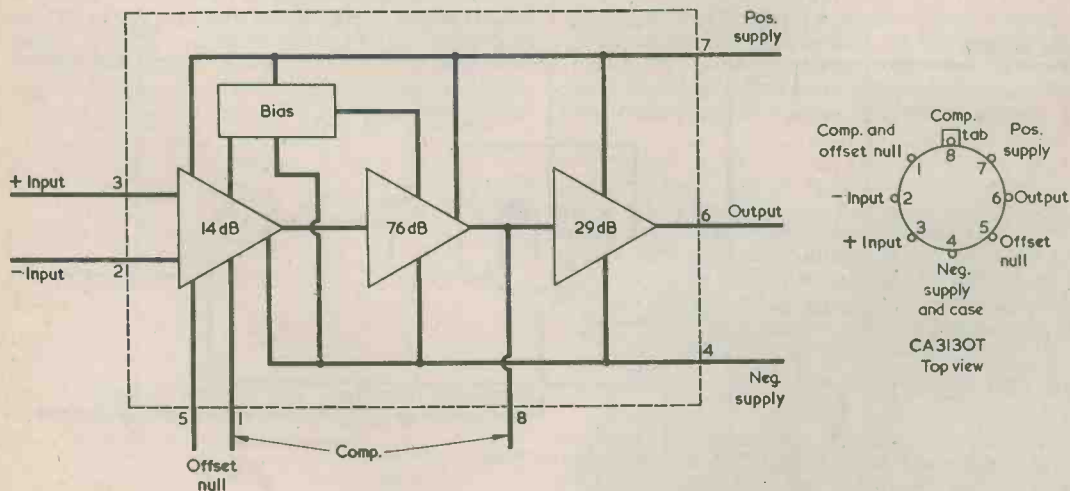 Pos.
supply
7
Bias
+ Input
3
14 dB
76 dB
29 dB
6
Output
- Input
2
4
Neg.
supply
5
1
8
Comp.
Offset
null
Comp. and
offset null
Comp.
tab
Pos.
supply
8
1
7
- Input
2
6
Output
+ Input
3
4
5
Offset
null
Neg.
supply
and case
CA3130T
Top view